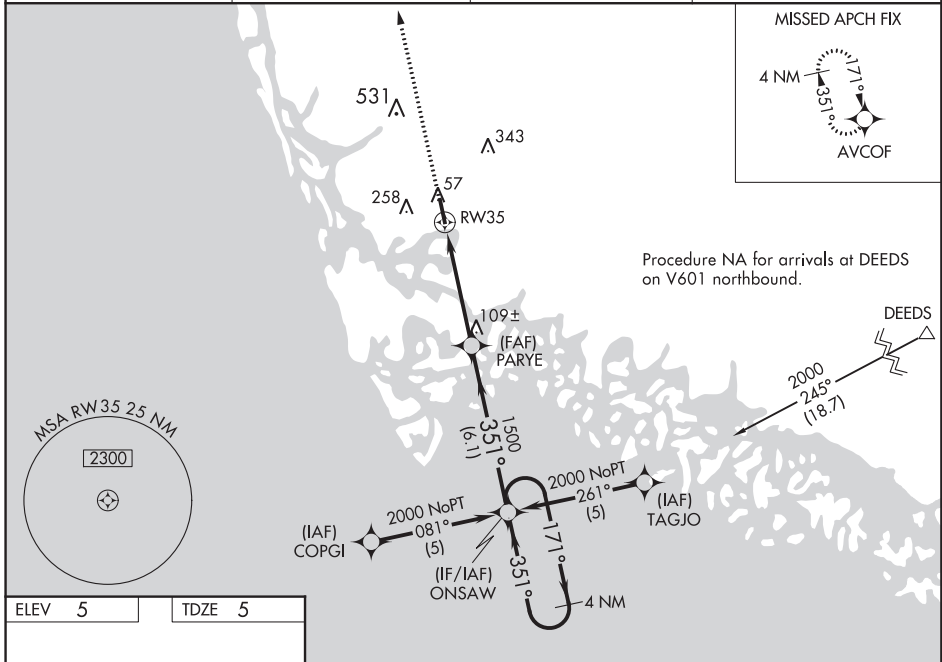 MISSED APCH FIX
4 NM
171°
351°
AVCOF
531
343
57
258
RW35
Procedure NA for arrivals at DEEDS
on V601 northbound.
DEEDS
109±
(FAF)
PARYE
2000
245°
(18.7)
MSA RW35 25 NM
2300
1500
351°
(6.1)
2000 NoPT
261°
(5)
(IAF)
TAGJO
2000 NoPT
081°
(5)
(IAF)
COPGI
(IF/IAF)
ONSAW
351°
171°
4 NM
ELEV 5
TDZE 5